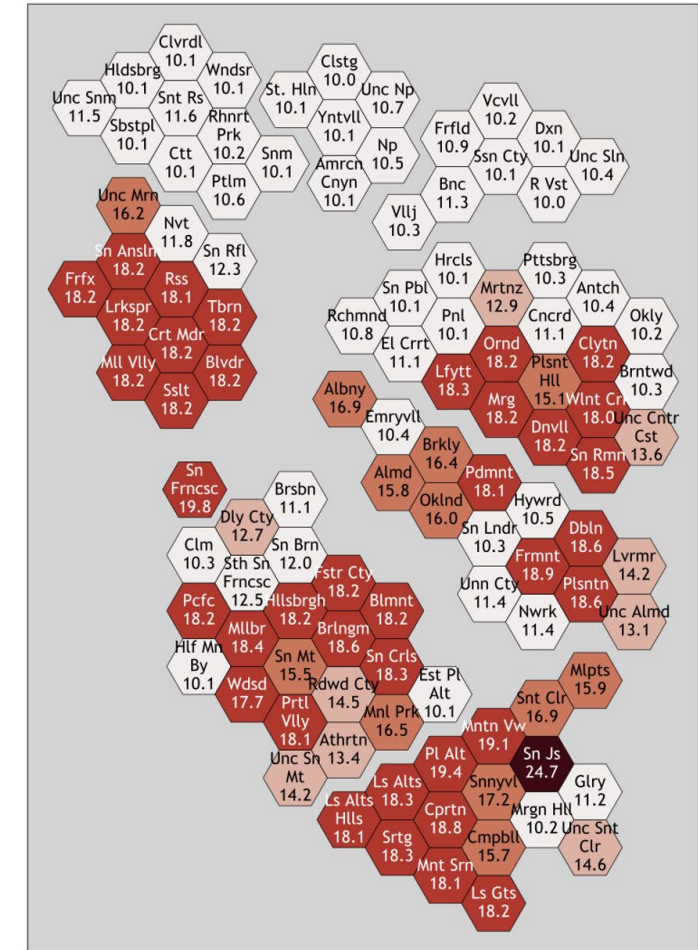 Clvrdl
10.1
Hldsbrg
10.1
Wndsr
10.1
Unc Snm
11.5
Snt Rs
11.6
Sbstpl
10.1
Rhnrt
Prk
10.2
Ctt
10.1
Snm
10.1
Ptlm
10.6
Clstg
10.0
St. Hln
10.1
Unc Np
10.7
Yntvll
10.1
Np
10.5
Amrcn
Cnyn
10.1
Vcvll
10.2
Frfld
10.9
Dxn
10.1
Ssn Cty
10.1
Unc Sln
10.4
Bnc
11.3
R Vst
10.0
Vllj
10.3
Unc Mrn
16.2
Nvt
11.8
Sn Anslm
18.2
Sn Rfl
12.3
Frfx
18.2
Rss
18.1
Lrkspr
18.2
Tbrn
18.2
Crt Mdr
18.2
Mll Vlly
18.2
Blvdr
18.2
Sslt
18.2
Hrcls
10.1
Pttsbrg
10.3
Sn Pbl
10.1
Mrtnz
12.9
Antch
10.4
Rchmnd
10.8
Pnl
10.1
Cncrd
11.1
Okly
10.2
El Crrt
11.1
Ornd
18.2
Clytn
18.2
Lfytt
18.3
Plsnt
Hll
15.1
Brntwd
10.3
Mrg
18.2
Wlnt Crk
18.0
Dnvll
18.2
Unc Cntr
Cst
13.6
Sn Rmn
18.5
Albny
16.9
Emryvll
10.4
Brkly
16.4
Almd
15.8
Pdmnt
18.1
Oklnd
16.0
Hywrd
10.5
Sn Lndr
10.3
Dbln
18.6
Frmnt
18.9
Lvrmr
14.2
Unn Cty
11.4
Plsntn
18.6
Nwrk
11.4
Unc Almd
13.1
Sn
Frncsc
19.8
Brsbn
11.1
Dly Cty
12.7
Clm
10.3
Sn Brn
12.0
Sth Sn
Frncsc
12.5
Fstr Cty
18.2
Pcfc
18.2
Hllsbrgh
18.2
Blmnt
18.2
Mllbr
18.4
Brlngm
18.6
Hlf Mn
By
10.1
Sn Mt
15.5
Sn Crls
18.3
Wdsd
17.7
Rdwd Cty
14.5
Est Pl
Alt
10.1
Prtl
Vlly
18.1
Mnl Prk
16.5
Athrtn
13.4
Unc Sn
Mt
14.2
Mlpts
15.9
Snt Clr
16.9
Mntn Vw
19.1
Pl Alt
19.4
Sn Js
24.7
Ls Alts
18.3
Snnyvl
17.2
Glry
11.2
Ls Alts
Hlls
18.1
Cprtn
18.8
Mrgn Hll
10.2
Srtg
18.3
Cmpbll
15.7
Unc Snt
Clr
14.6
Mnt Srn
18.1
Ls Gts
18.2